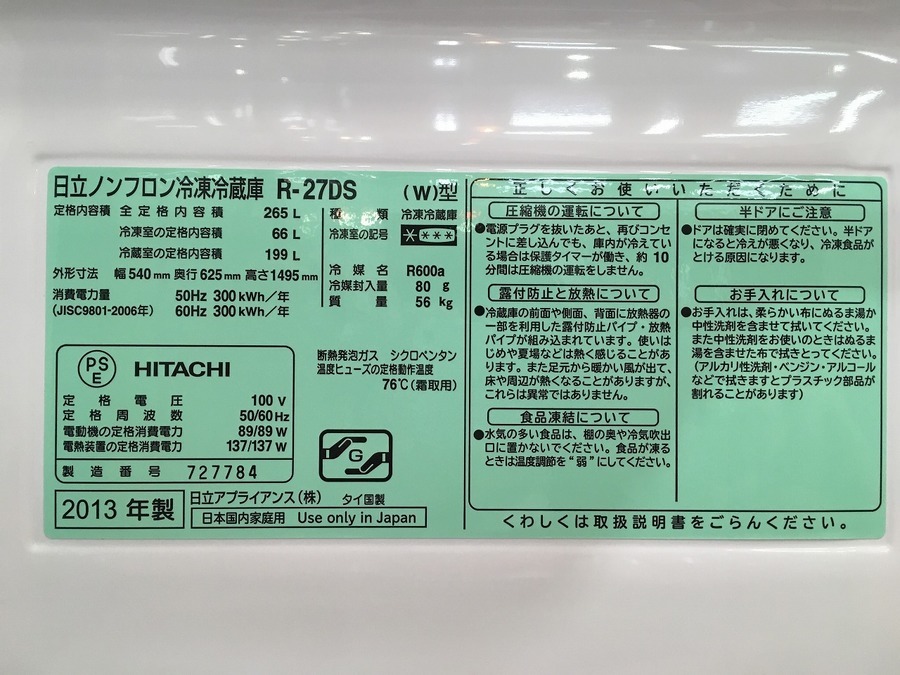 日立ノンフロン冷凍冷蔵庫 R-27DS (W)型
定格内容積 全定格内容積 265 L
冷凍室の定格内容積 66 L
冷蔵室の定格内容積 199 L
外形寸法 幅540mm 奥行625mm 高さ1495mm
消費電力量 50Hz 300kWh/年
(JISC9801-2006年) 60Hz 300kWh/年
種類 冷凍冷蔵庫
冷凍室の記号 ****
冷媒名 R600a
冷媒封入量 80 g
質量 56 kg
PS
E
HITACHI
定格電圧 100 V
定格周波数 50/60Hz
電動機の定格消費電力 89/89 W
電熱装置の定格消費電力 137/137 W
製造番号 727784
断熱発泡ガス シクロペンタン
温度ヒューズの定格動作温度
76℃(霜取用)
G
2013 年製
日立アプライアンス(株) タイ国製
日本国内家庭用 Use only in Japan
正しくお使いいただくために
圧縮機の運転について
●電源プラグを抜いたあと、再びコンセ
ントに差し込んでも、庫内が冷えてい
る場合は保護タイマーが働き、約10
分間は圧縮機の運転をしません。
露付防止と放熱について
●冷蔵庫の前面や側面、背面に放熱器の
一部を利用した露付防止パイプ・放熱
パイプが組み込まれています。使いは
じめや夏場などは熱く感じることがあ
ります。また足元から暖かい風が出て、
床や周辺が熱くなることがありますが、
これらは異常ではありません。
食品凍結について
●水気の多い食品は、棚の奥や冷気吹出
口に置かないでください。食品が凍る
ときは温度調節を“弱”にしてください。
半ドアにご注意
●ドアは確実に閉めてください。半ドア
になると冷えが悪くなり、冷凍食品が
とける原因になります。
お手入れについて
●お手入れは、柔らかい布にぬるま湯か
中性洗剤を含ませて拭いてください。
また中性洗剤をお使いのときはぬるま
湯を含ませた布で拭きとってください。
(アルカリ性洗剤・ベンジン・アルコール
などで拭きますとプラスチック部品が
割れることがあります)
くわしくは取扱説明書をごらんください。